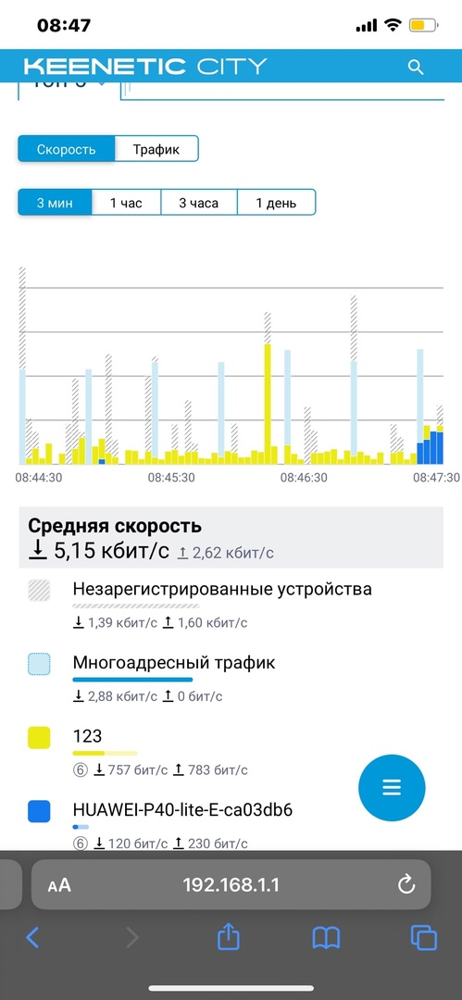 08:47
KEENETIC CITY
Скорость Трафик
3 мин 1 час 3 часа 1 день
08:44:30 08:45:30 08:46:30 08:47:30
Средняя скорость
5,15 кбит/с 2,62 кбит/с
Незарегистрированные устройства
1,39 кбит/с 1,60 кбит/с
Многоадресный трафик
2,88 кбит/с 0 бит/с
123
6 757 бит/с 783 бит/с
HUAWEI-P40-lite-E-ca03db6
6 120 бит/с 230 бит/с
AA 192.168.1.1